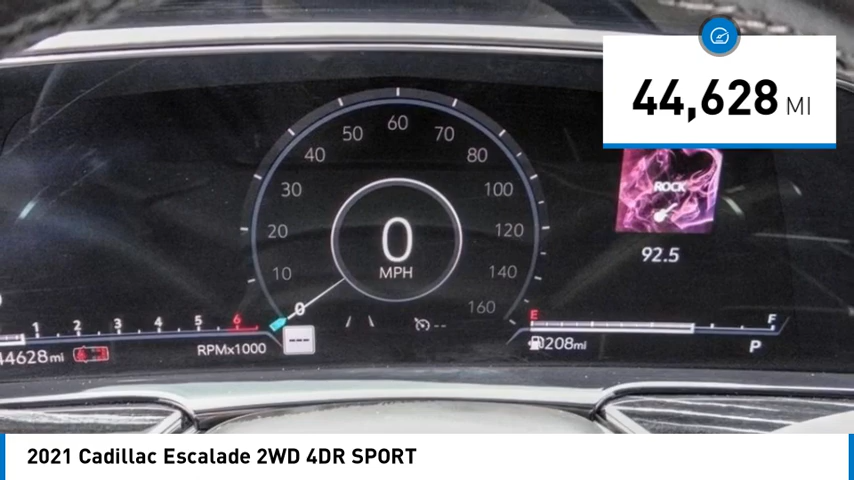 44,628 MI
60
50 70
40 80
ROCK
30 100
20 0 120
92.5
MPH
10 140
0 160
1 2 3 4 5 6
E F
44628mi RPMx1000 --- -- 208mi P
2021 Cadillac Escalade 2WD 4DR SPORT